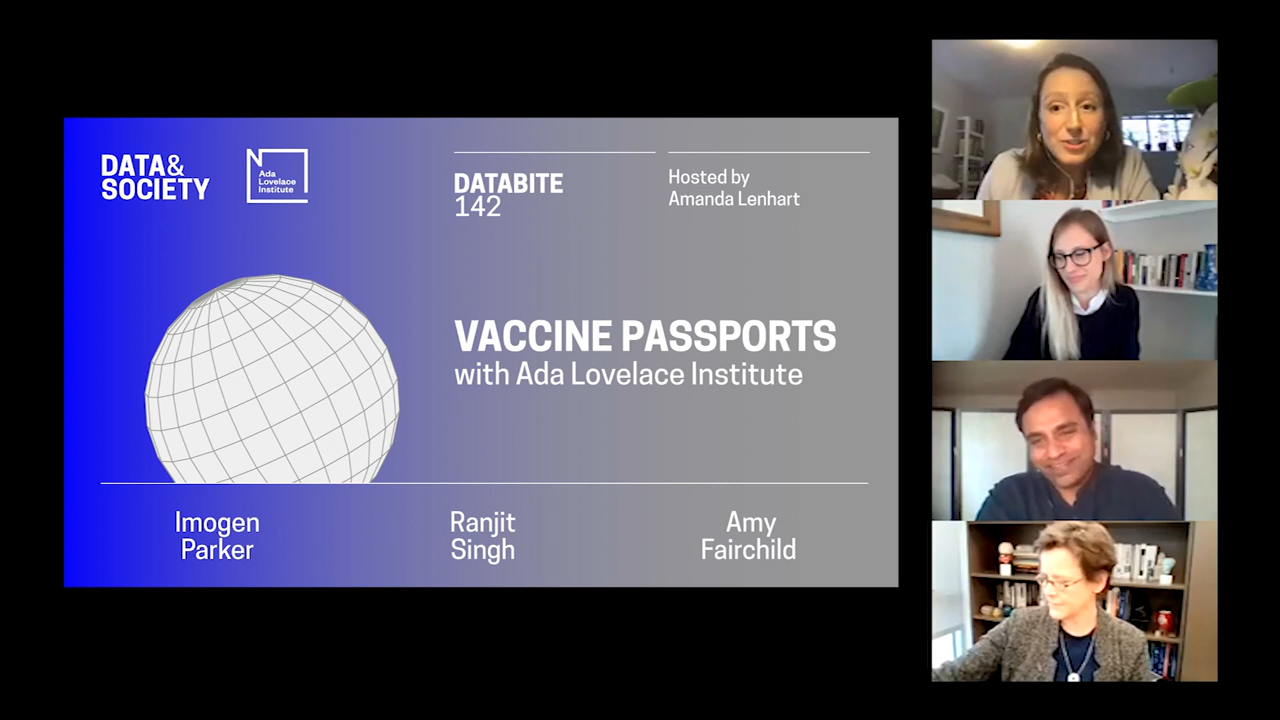 DATA&
SOCIETY
Ada
Lovelace
Institute
DATABITE
142
Hosted by
Amanda Lenhart
VACCINE PASSPORTS
with Ada Lovelace Institute
Imogen
Parker
Ranjit
Singh
Amy
Fairchild